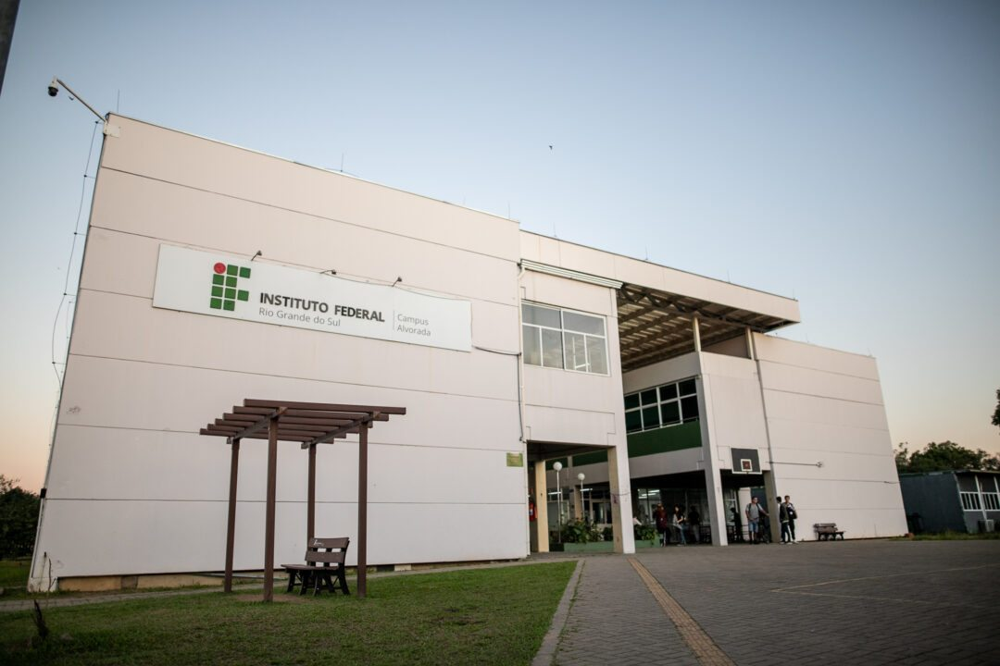 INSTITUTO FEDERAL
Rio Grande do Sul
Campus
Alvorada